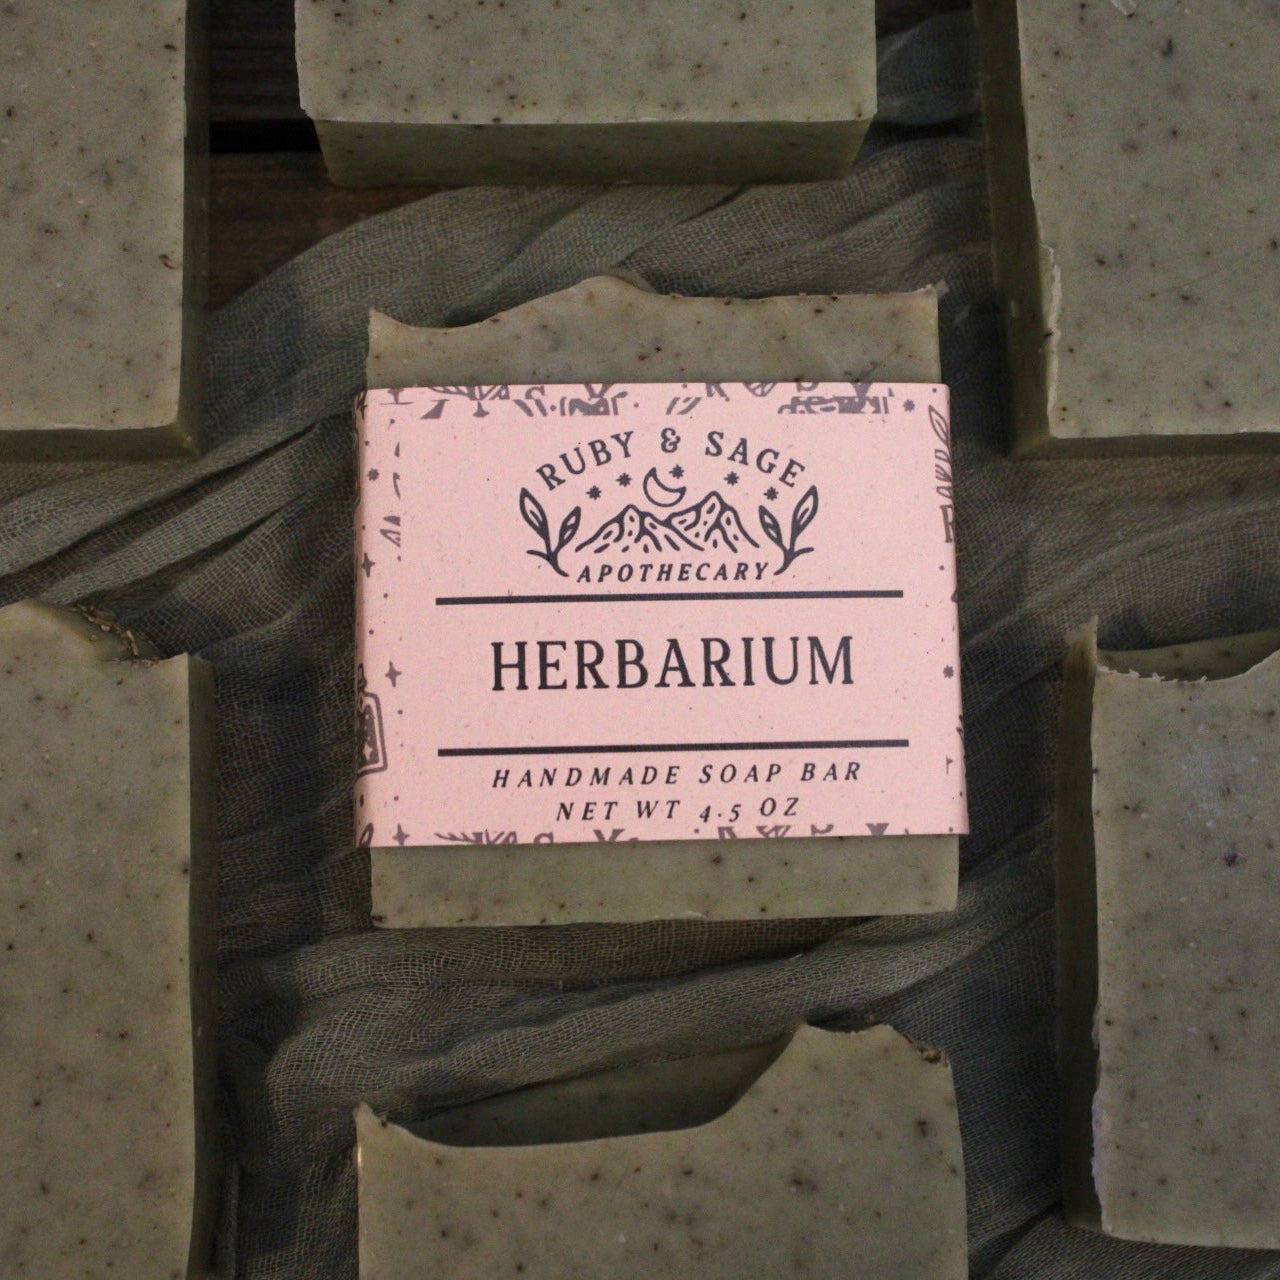 RUBY & SAGE
APOTHECARY
HERBARIUM
HANDMADE SOAP BAR
NET WT 4.5 OZ